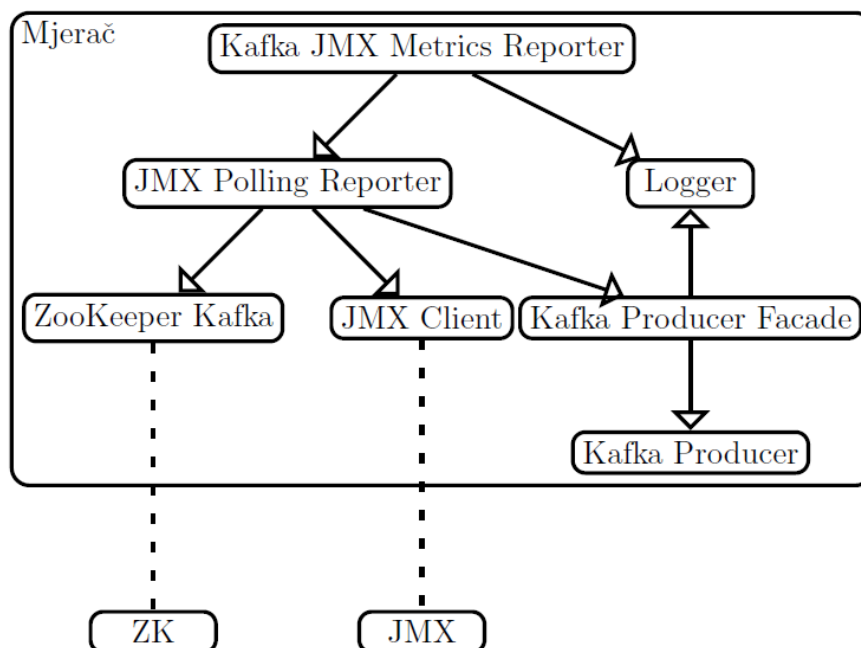 Mjerač
Kafka JMX Metrics Reporter
JMX Polling Reporter
Logger
ZooKeeper Kafka
JMX Client
Kafka Producer Facade
Kafka Producer
ZK
JMX